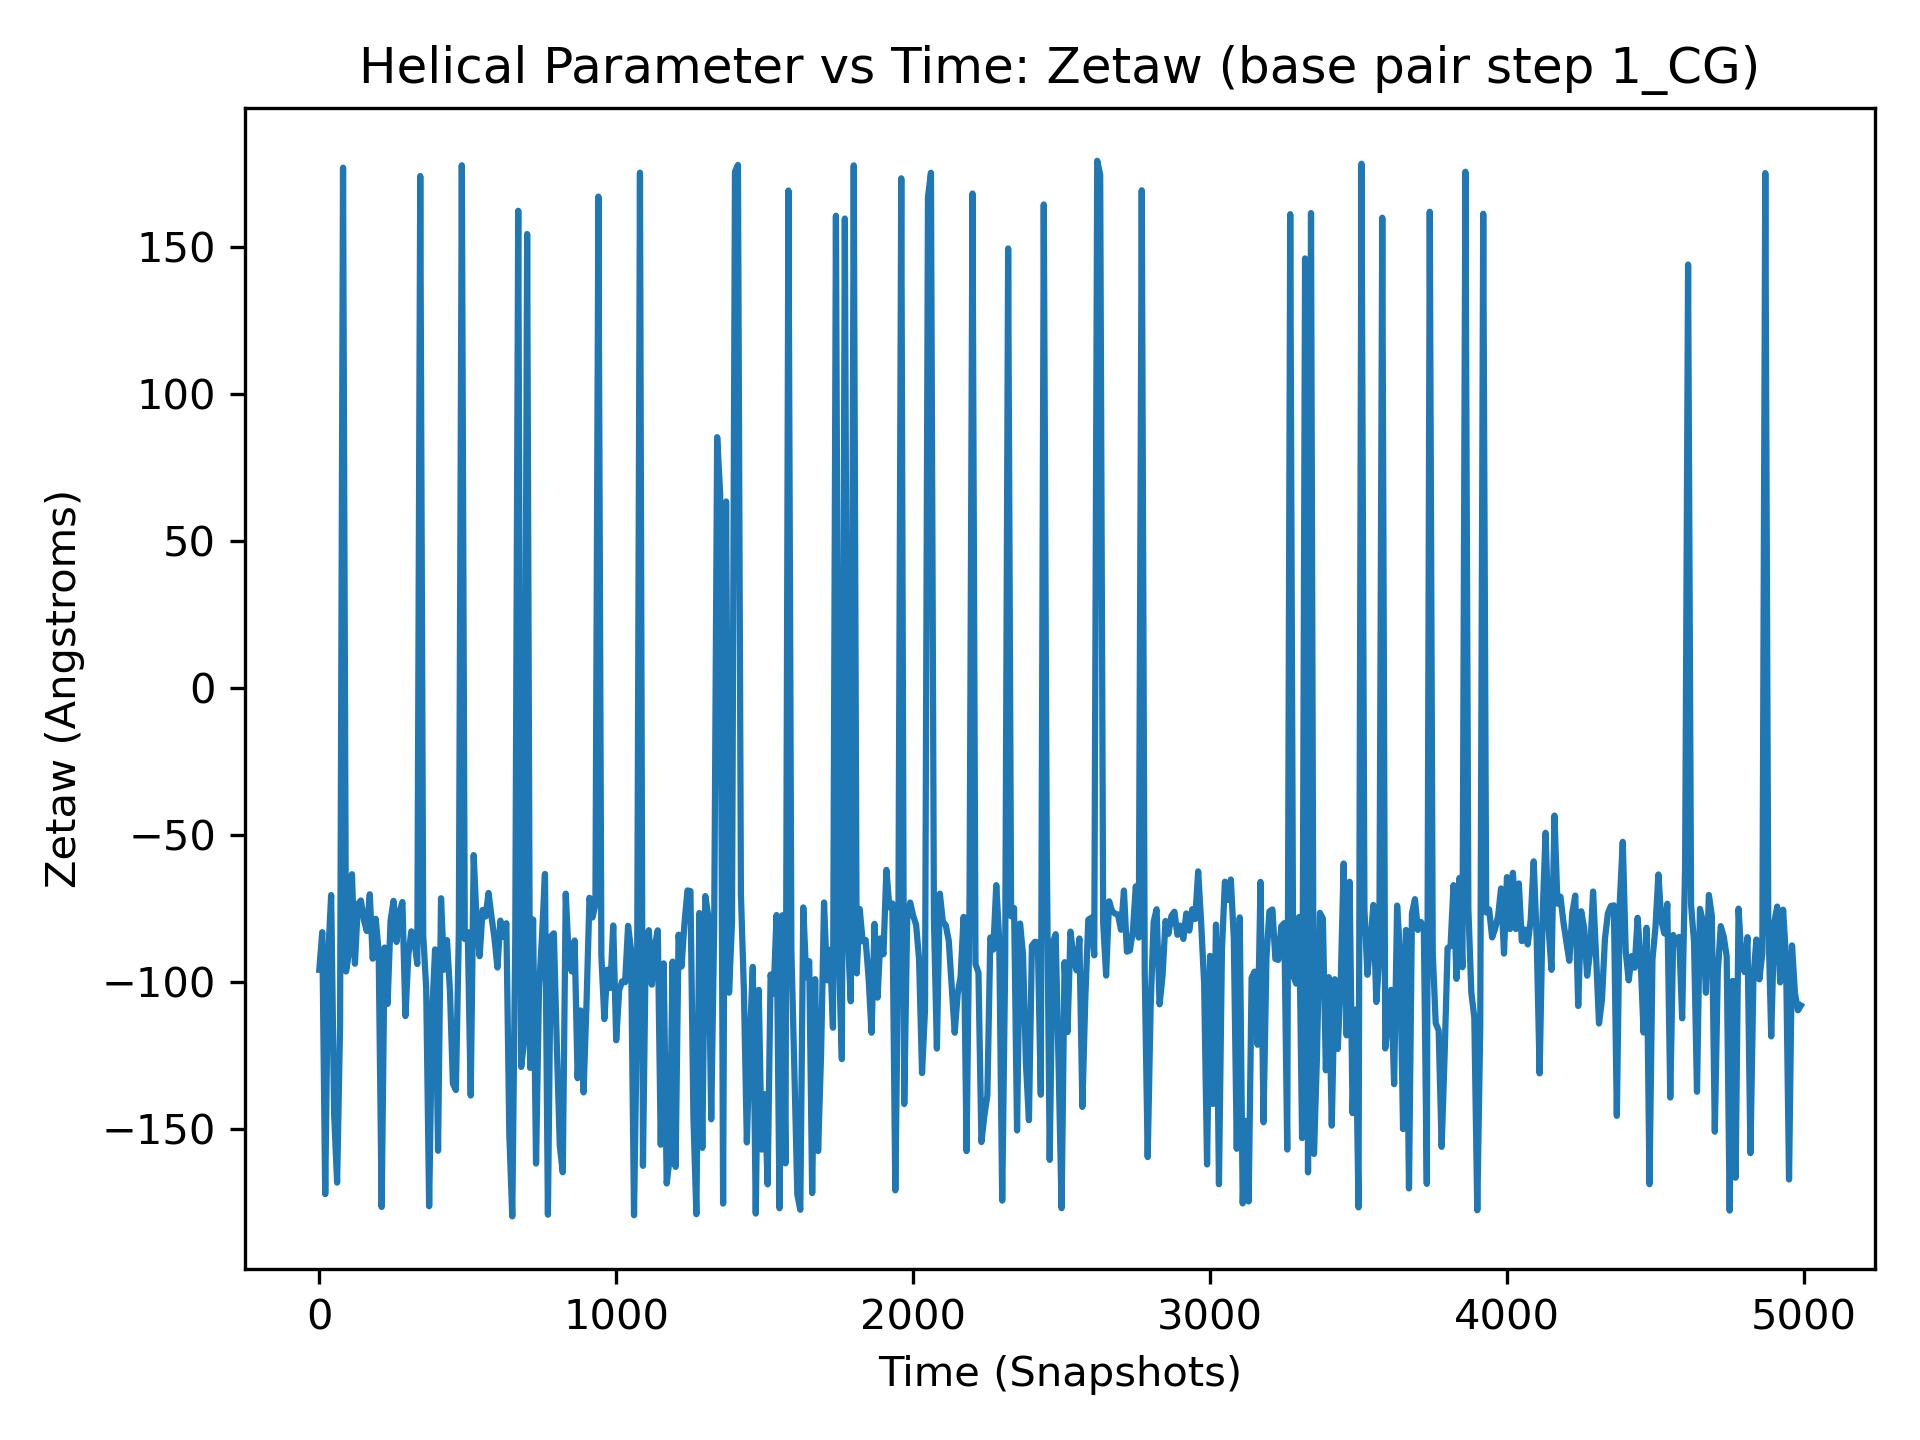 Helical Parameter vs Time: Zetaw (base pair step 1_CG)
Zetaw (Angstroms)
150
100
50
0
−50
−100
−150
0 1000 2000 3000 4000 5000
Time (Snapshots)